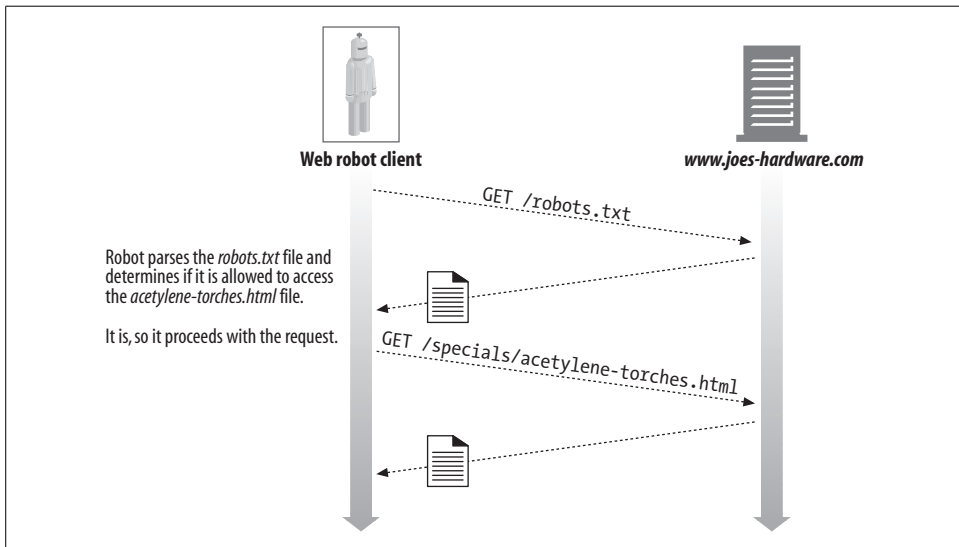 Web robot client
www.joes-hardware.com
GET /robots.txt
Robot parses the robots.txt file and
determines if it is allowed to access
the acetylene-torches.html file.
It is, so it proceeds with the request.
GET /specials/acetylene-torches.html